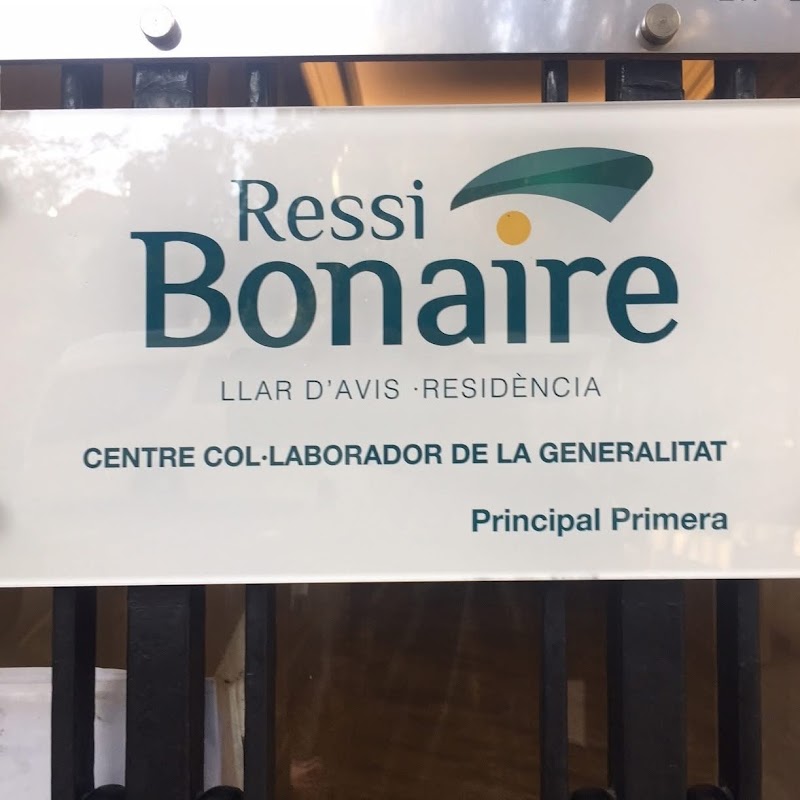 Ressi
Bonaire
LLAR D'AVIS ·RESIDÈNCIA
CENTRE COL·LABORADOR DE LA GENERALITAT
Principal Primera